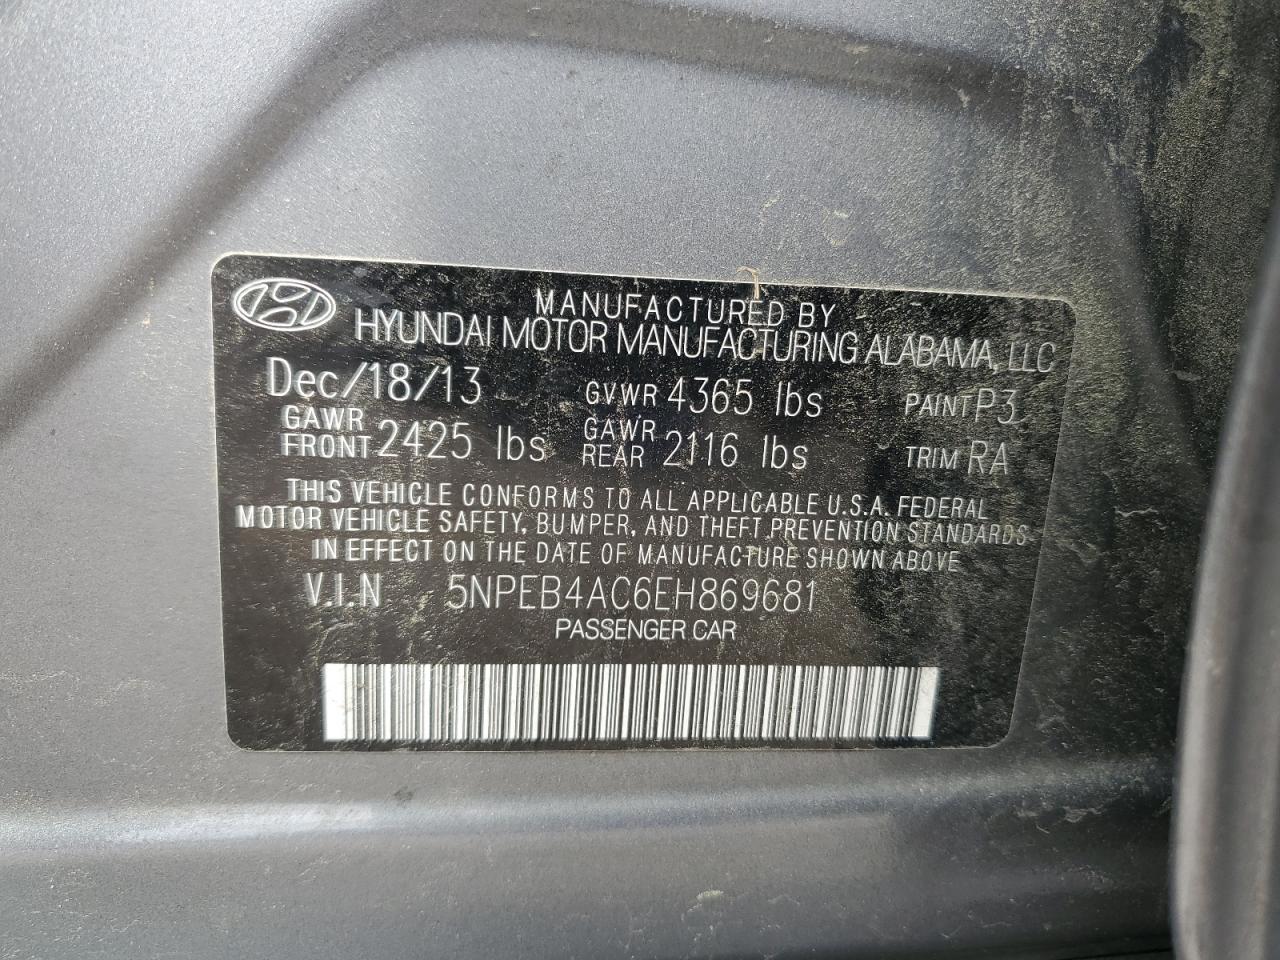 MANUFACTURED BY
HYUNDAI MOTOR MANUFACTURING ALABAMA, LLC
Dec/18/13 GVWR 4365 lbs PAINT P3
GAWR FRONT 2425 lbs GAWR REAR 2116 lbs TRIM RA
THIS VEHICLE CONFORMS TO ALL APPLICABLE U.S.A. FEDERAL
MOTOR VEHICLE SAFETY, BUMPER, AND THEFT PREVENTION STANDARDS
IN EFFECT ON THE DATE OF MANUFACTURE SHOWN ABOVE
V.I.N 5NPEB4AC6EH869681
PASSENGER CAR